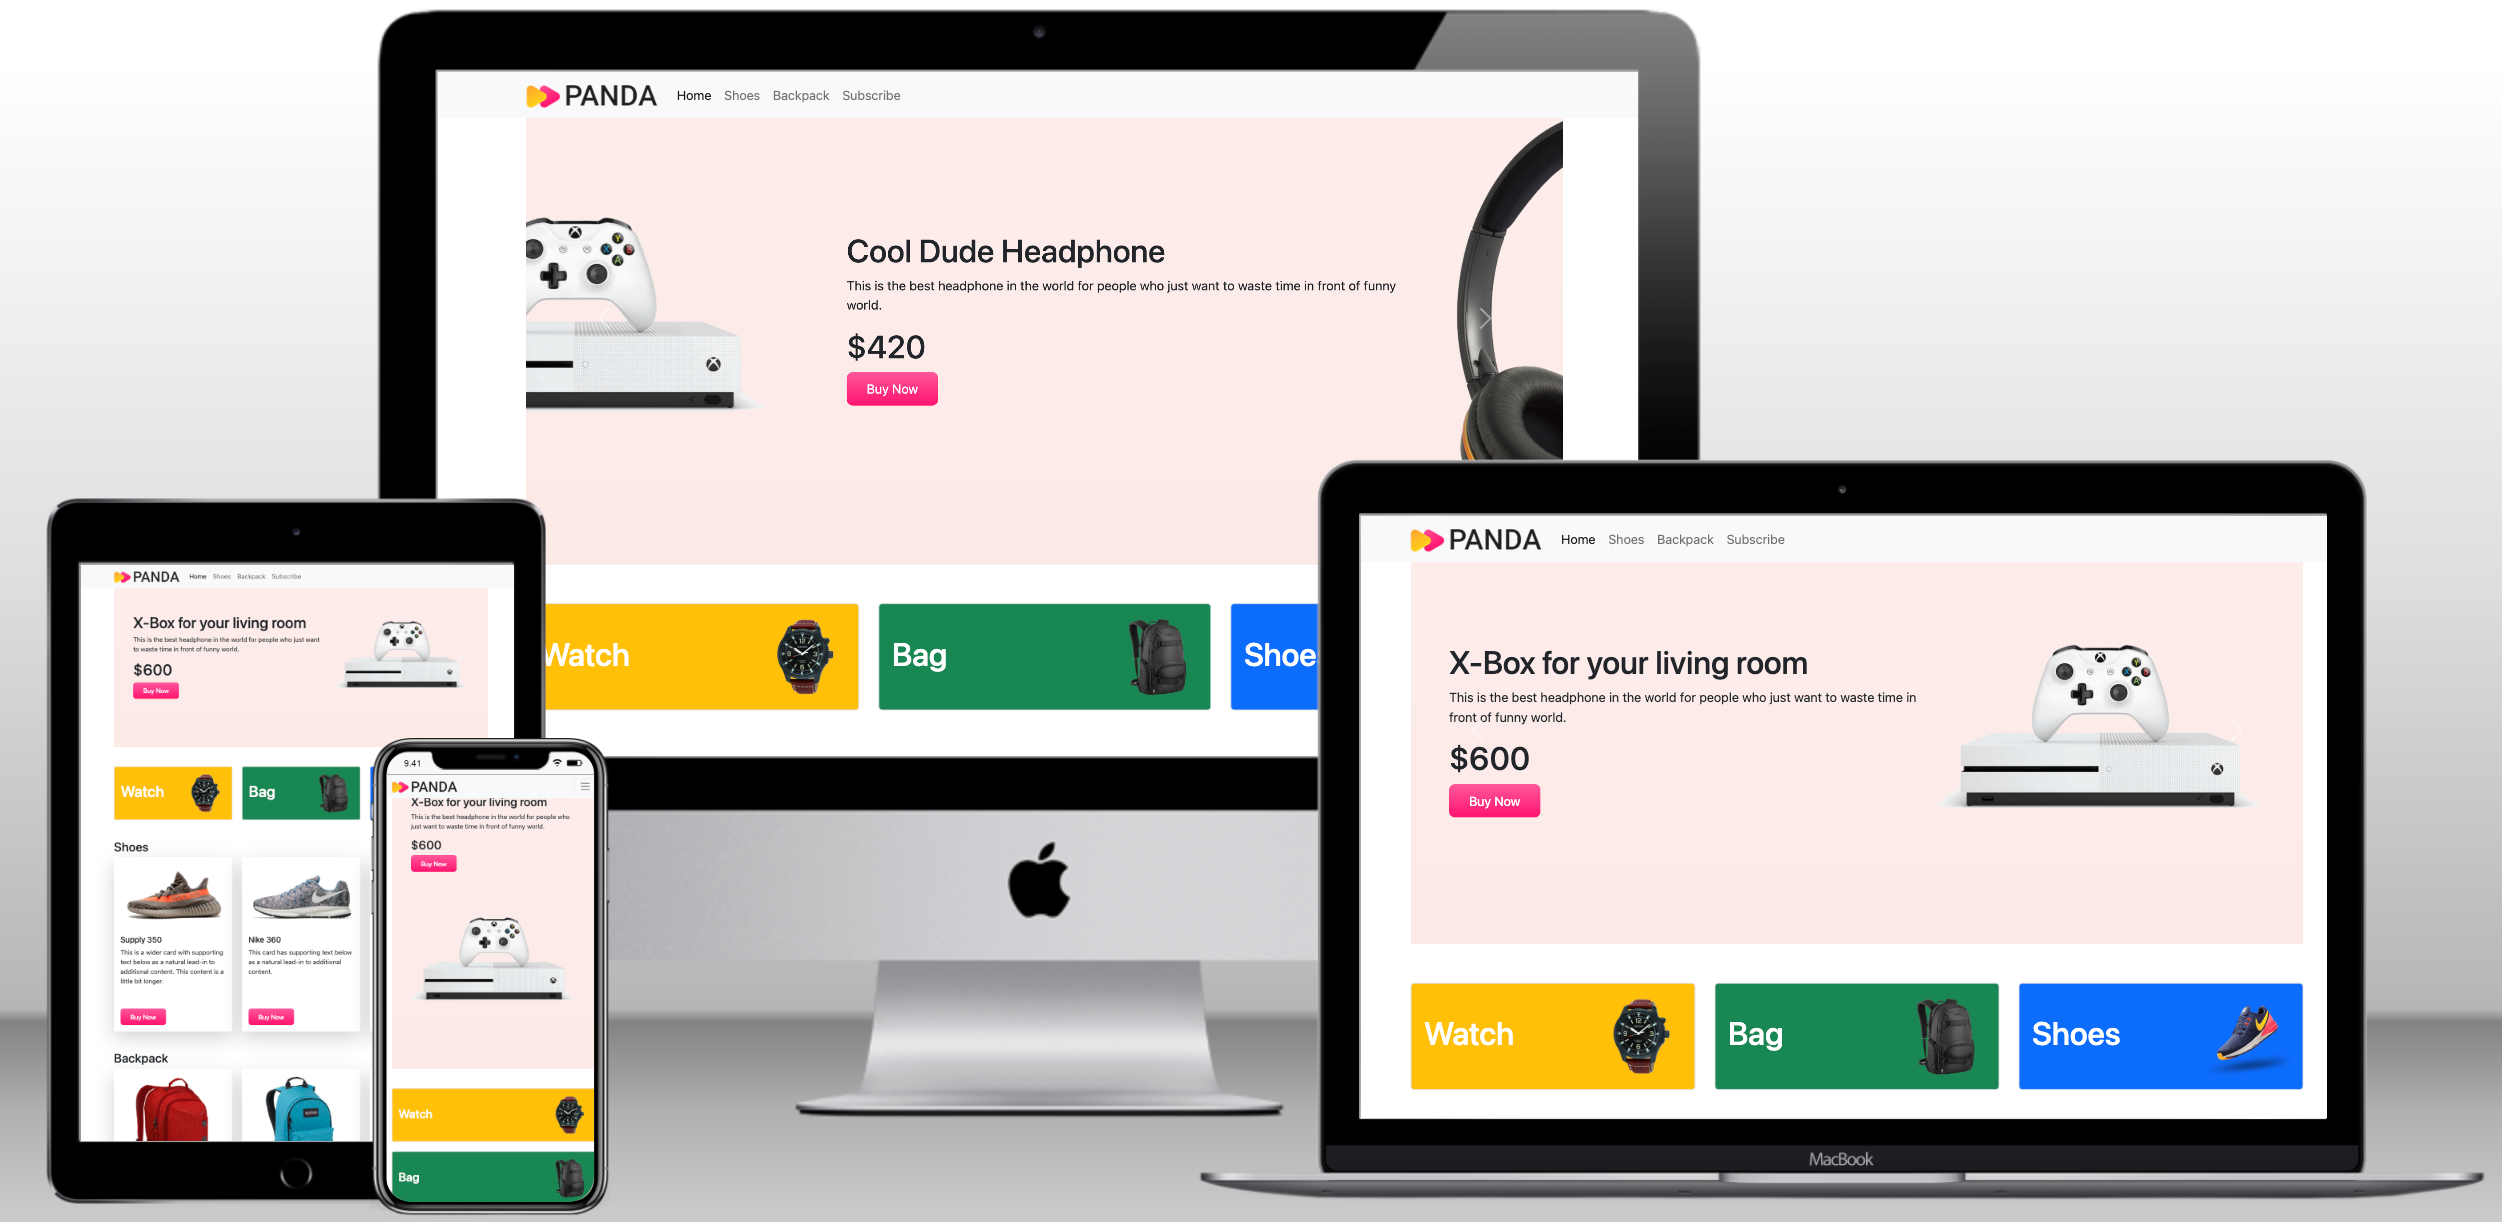 PANDA Home Shoes Backpack Subscribe
Cool Dude Headphone
This is the best headphone in the world for people who just want to waste time in front of funny
world.
$420
Buy Now
Watch
Bag
Shoe
PANDA Home Shoes Backpack Subscribe
X-Box for your living room
This is the best headphone in the world for people who just want
to waste time in front of funny world.
$600
Buy Now
Watch
Bag
Shoes
Supply 350
This is a wider card with supporting
text below as a natural lead-in to
additional content. This content is a
little bit longer.
Buy Now
Nike 360
This card has supporting text below
as a natural lead-in to additional
content.
Buy Now
Backpack
9.41
PANDA
X-Box for your living room
This is the best headphone in the world for people who
just want to waste time in front of funny world.
$600
Buy Now
Watch
Bag
PANDA Home Shoes Backpack Subscribe
X-Box for your living room
This is the best headphone in the world for people who just want to waste time in
front of funny world.
$600
Buy Now
Watch
Bag
Shoes
MacBook